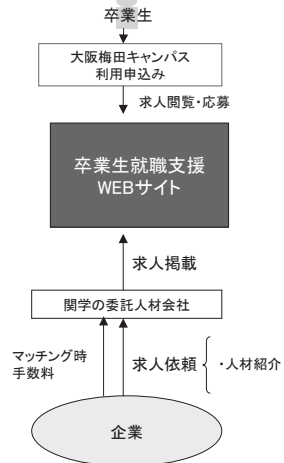 卒業生
大阪梅田キャンパス
利用申込み
求人閲覧・応募
卒業生就職支援
WEBサイト
求人掲載
関学の委託人材会社
マッチング時
手数料
求人依頼
・人材紹介
企業